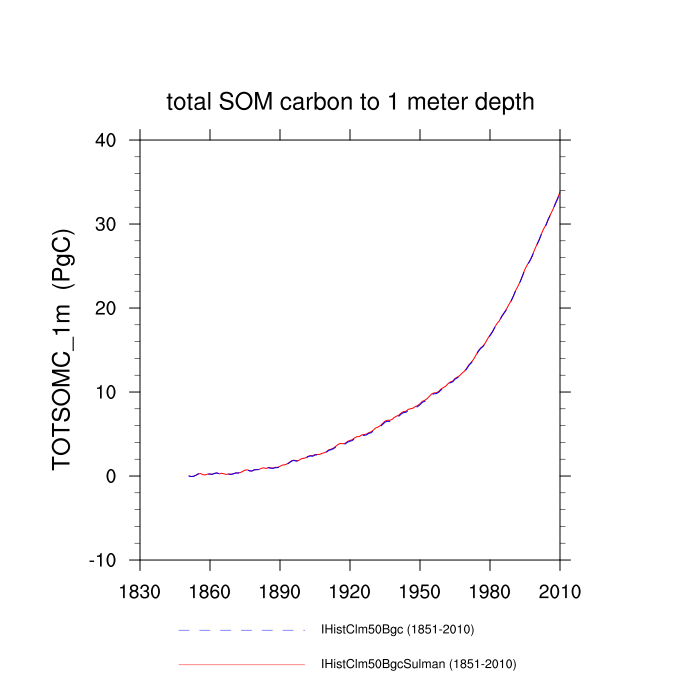 total SOM carbon to 1 meter depth
TOTSOMC_1m (PgC)
40
30
20
10
0
-10
1830 1860 1890 1920 1950 1980 2010
IHistClm50Bgc (1851-2010)
IHistClm50BgcSulman (1851-2010)